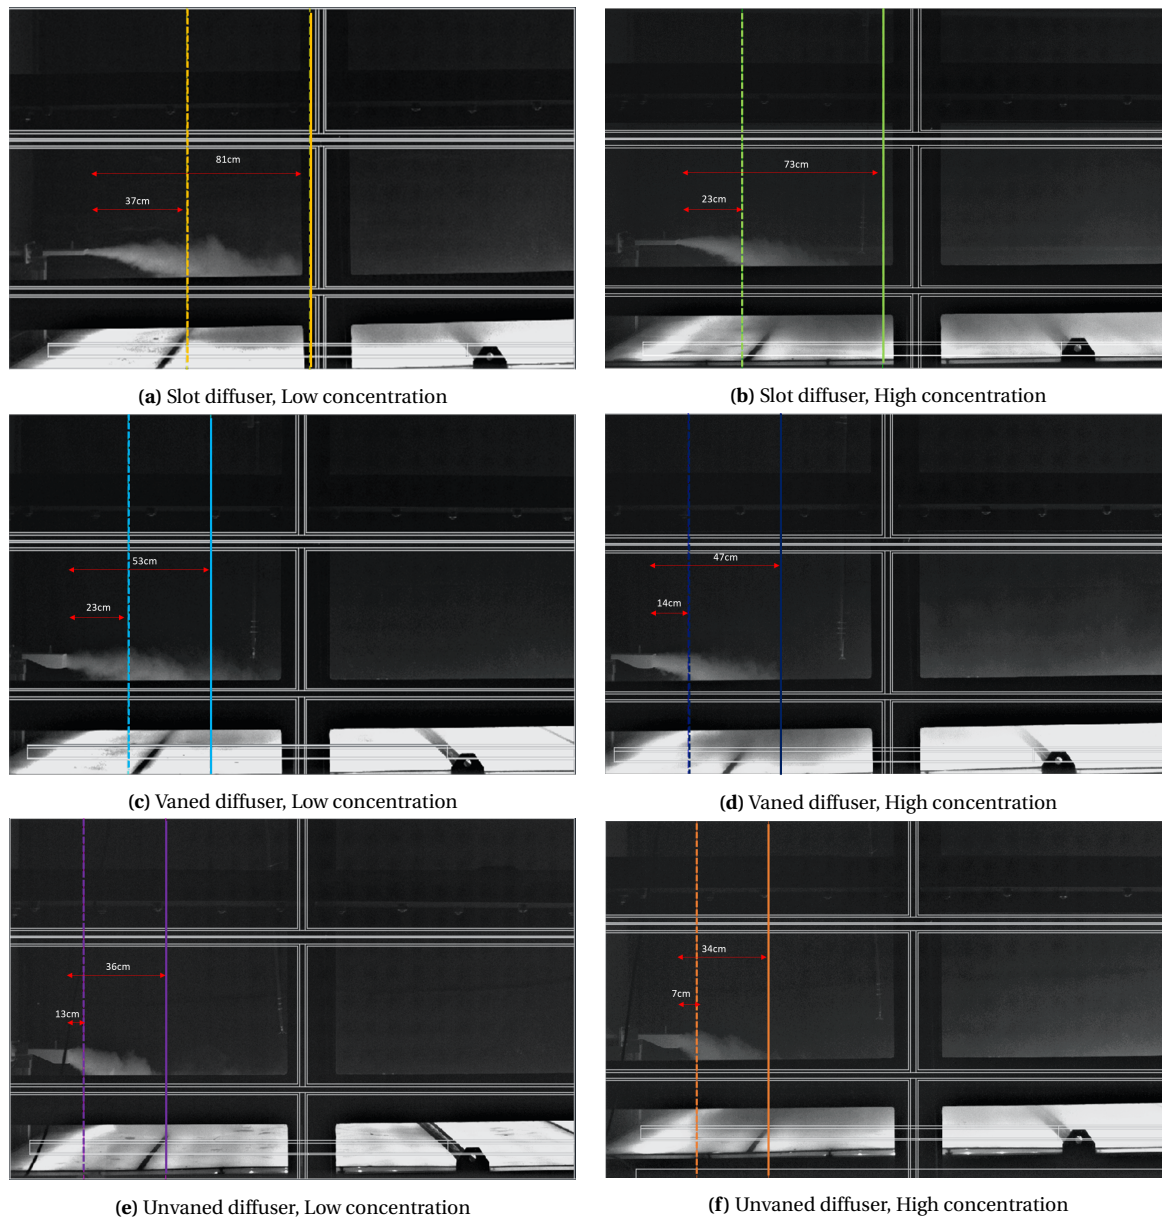 81cm
37cm
73cm
23cm
(a) Slot diffuser, Low concentration
(b) Slot diffuser, High concentration
53cm
23cm
47cm
14cm
(c) Vaned diffuser, Low concentration
(d) Vaned diffuser, High concentration
36cm
13cm
34cm
7cm
(e) Unvaned diffuser, Low concentration
(f) Unvaned diffuser, High concentration